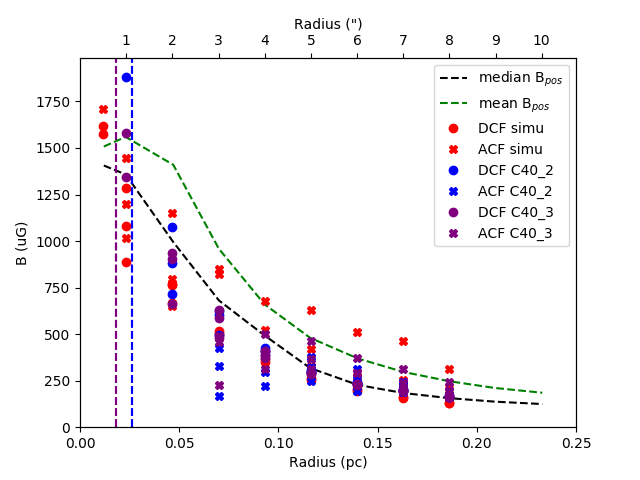 Radius (")
1 2 3 4 5 6 7 8 9 10
median B_pos
mean B_pos
DCF simu
ACF simu
DCF C40_2
ACF C40_2
DCF C40_3
ACF C40_3
B (uG)
1750
1500
1250
1000
750
500
250
0
0.00 0.05 0.10 0.15 0.20 0.25
Radius (pc)